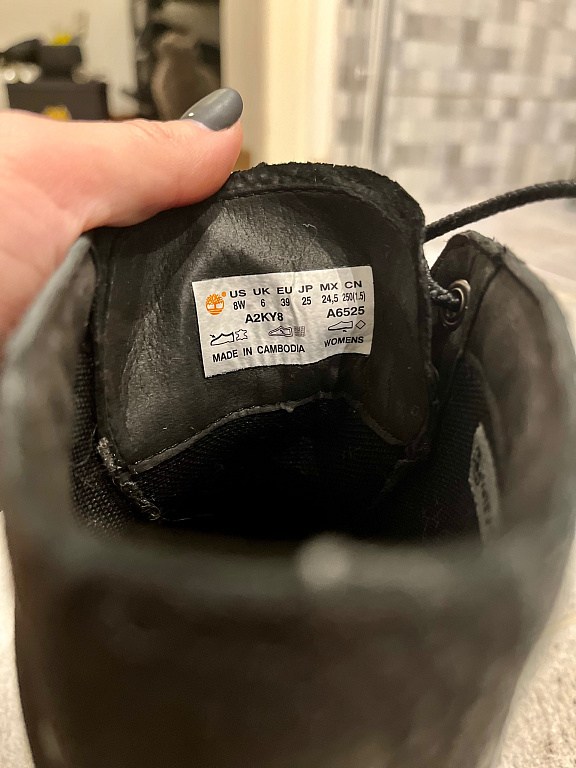 US UK EU JP MX CN
8W 6 39 25 24,5 250(1.5)
A2KY8 A6525
WOMENS
MADE IN CAMBODIA